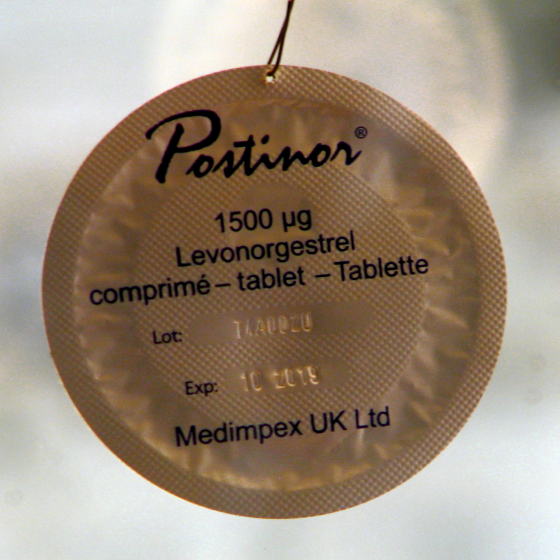 Postinor®
1500 µg
Levonorgestrel
comprimé – tablet – Tablette
Lot:
Exp: 10 2019
Medimpex UK Ltd